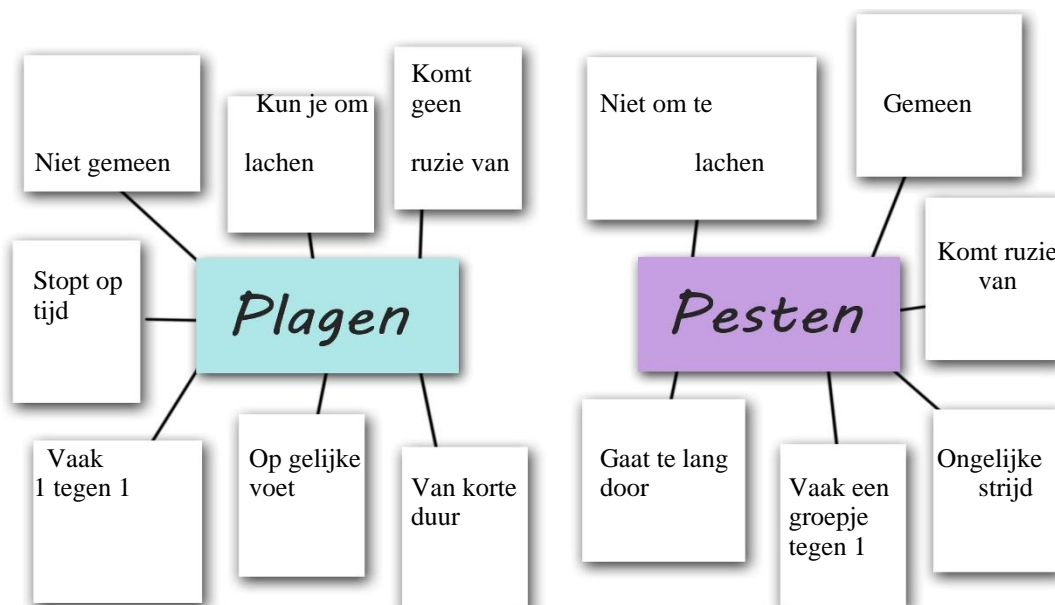 Niet gemeen
Kun je om
lachen
Komt
geen
ruzie van
Stopt op
tijd
Plagen
Vaak
1 tegen 1
Op gelijke
voet
Van korte
duur
Niet om te
lachen
Gemeen
Komt ruzie
van
Pesten
Gaat te lang
door
Vaak een
groepje
tegen 1
Ongelijke
strijd